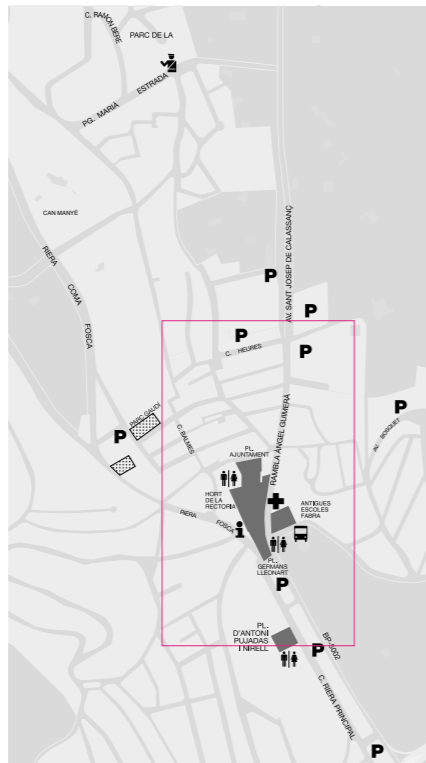 C. RAMON BERE
PARC DE LA
PG. MARIÀ ESTRADA
CAN MANYÉ
RIERA COMA FOSCA
AV. SANT JOSEP DE CALASSANÇ
P
P
P
C. HEURES
P
RAMBLA ÀNGEL GUIMERÀ
P
AV. BOSQUET
PARC GAUDÍ
P
C. BALMES
PL.
AJUNTAMENT
HORT
DE LA
RECTORIA
ANTIGUES
ESCOLES
FABRA
RIERA FOSCA
i
PL.
GERMANS
LLEONART
P
PL.
D'ANTONI
PUJADAS
I NIRELL
BP-5002
P
C. RIERA PRINCIPAL
P